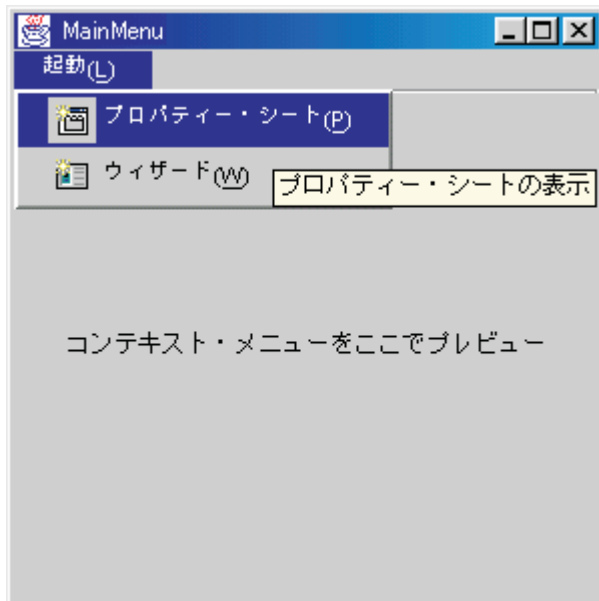 MainMenu
起動(L)
プロパティー・シート(P)
ウィザード(W)
プロパティー・シートの表示
コンテキスト・メニューをここでプレビュー